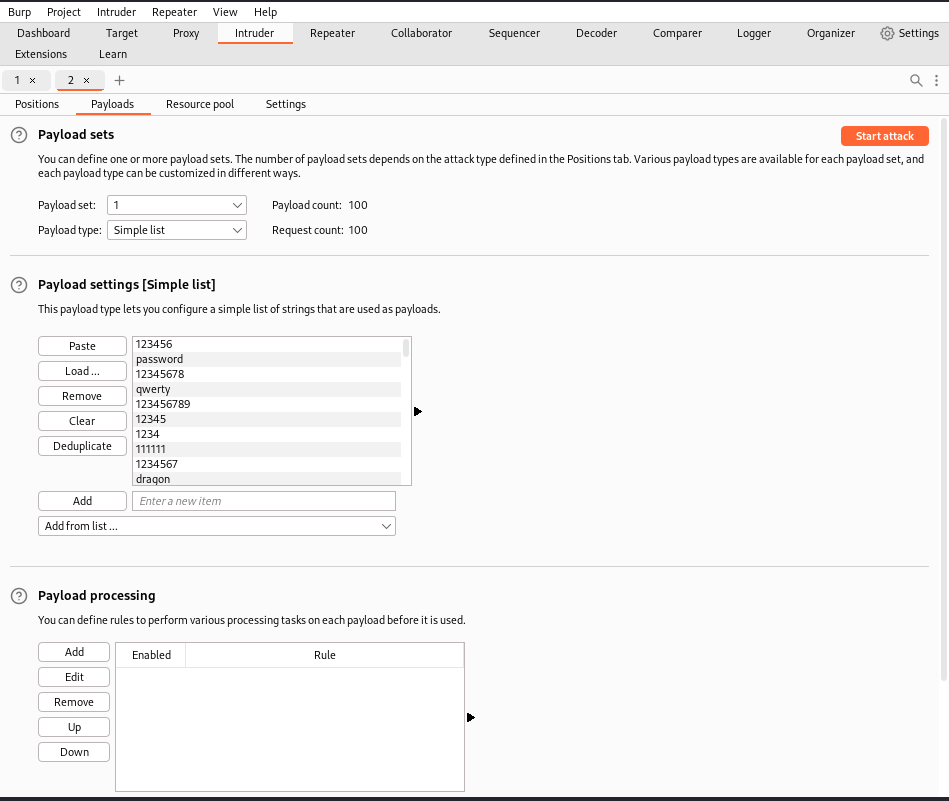 Burp Project Intruder Repeater View Help
Dashboard Target Proxy Intruder Repeater Collaborator Sequencer Decoder Comparer Logger Organizer Settings
Extensions Learn
1 × 2 × +
Positions Payloads Resource pool Settings
? Payload sets Start attack
You can define one or more payload sets. The number of payload sets depends on the attack type defined in the Positions tab. Various payload types are available for each payload set, and
each payload type can be customized in different ways.
Payload set: 1 Payload count: 100
Payload type: Simple list Request count: 100
? Payload settings [Simple list]
This payload type lets you configure a simple list of strings that are used as payloads.
Paste
Load ...
Remove
Clear
Deduplicate
123456
password
12345678
qwerty
123456789
12345
1234
111111
1234567
dragon
Add Enter a new item
Add from list ...
? Payload processing
You can define rules to perform various processing tasks on each payload before it is used.
Add
Edit
Remove
Up
Down
Enabled Rule